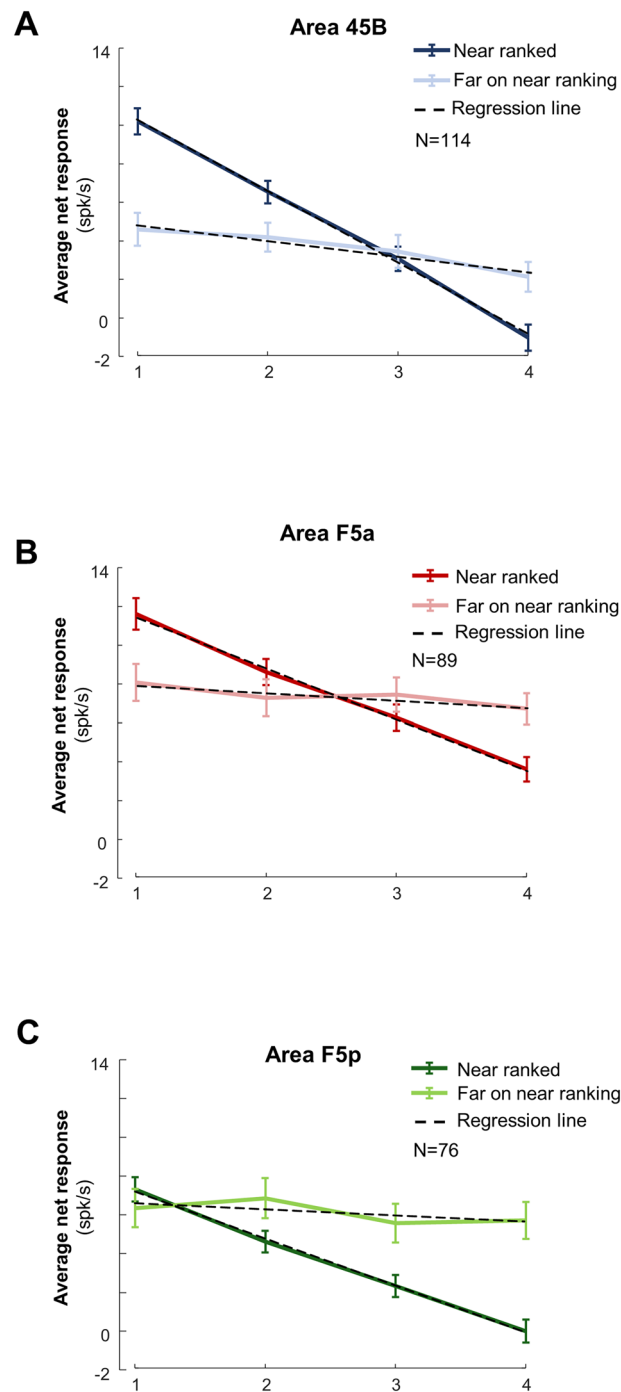 A
Area 45B
14
0
-2
Average net response
(spk/s)
Near ranked
Far on near ranking
Regression line
N=114
1 2 3 4
B
Area F5a
14
0
-2
Average net response
(spk/s)
Near ranked
Far on near ranking
Regression line
N=89
1 2 3 4
C
Area F5p
14
0
-2
Average net response
(spk/s)
Near ranked
Far on near ranking
Regression line
N=76
1 2 3 4